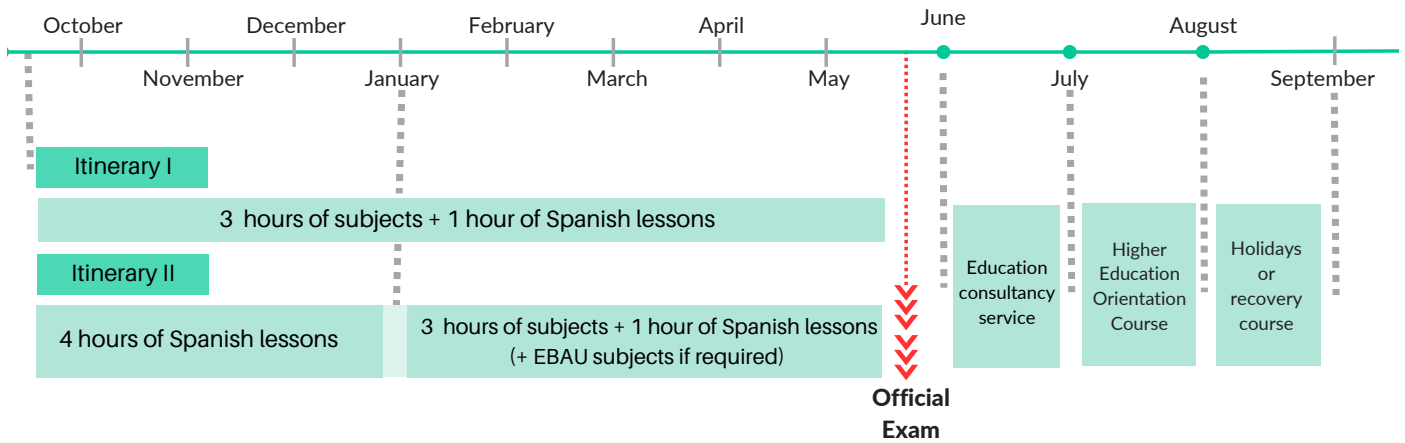 October
December
February
April
June
August
November
January
March
May
July
September
Itinerary I
3 hours of subjects + 1 hour of Spanish lessons
Itinerary II
4 hours of Spanish lessons
3 hours of subjects + 1 hour of Spanish lessons
(+ EBAU subjects if required)
Official
Exam
Education
consultancy
service
Higher
Education
Orientation
Course
Holidays
or
recovery
course